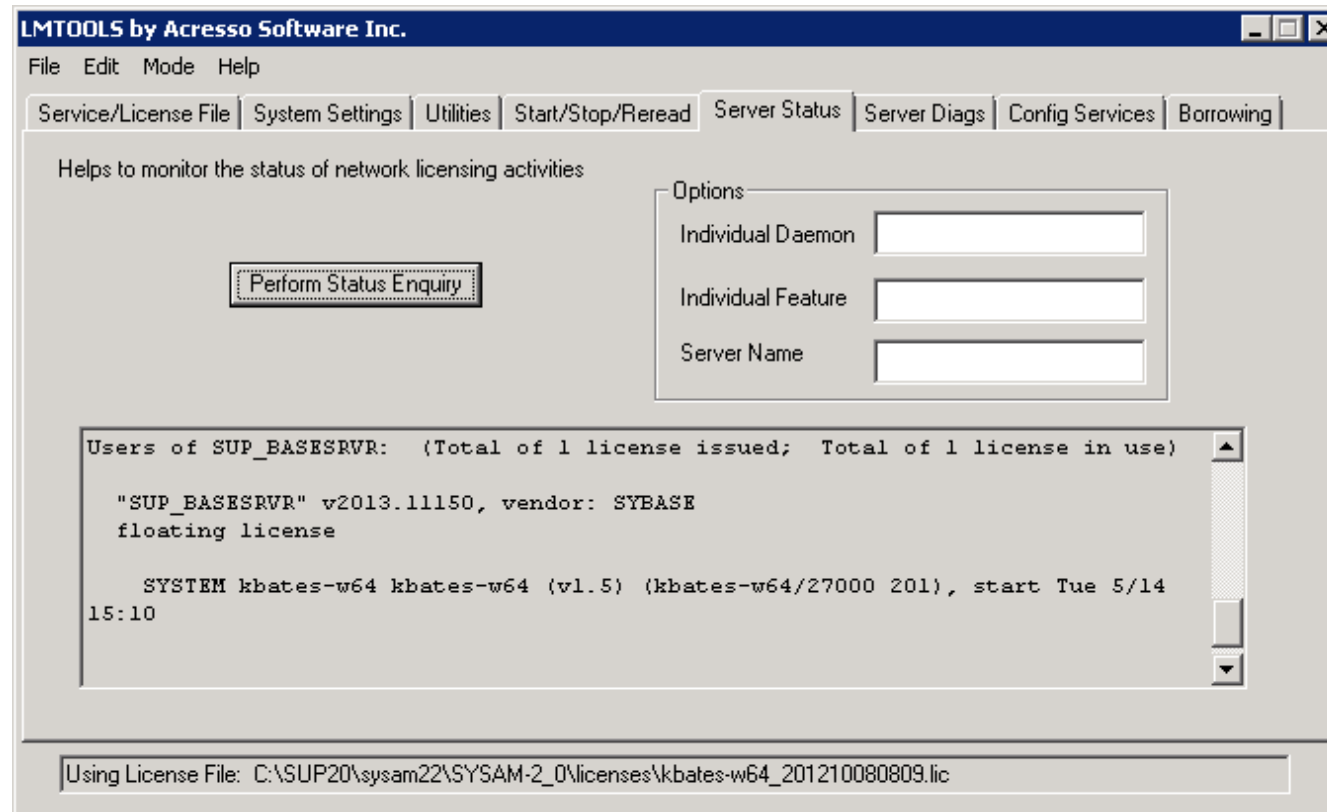 LMTOOLS by Acresso Software Inc.
File Edit Mode Help
Service/License File System Settings Utilities Start/Stop/Reread Server Status Server Diags Config Services Borrowing
Helps to monitor the status of network licensing activities
Options
Individual Daemon
Perform Status Enquiry
Individual Feature
Server Name
Users of SUP_BASESRVR:  (Total of 1 license issued;  Total of 1 license in use)
"SUP_BASESRVR" v2013.11150, vendor: SYBASE
floating license
SYSTEM kbates-w64 kbates-w64 (v1.5) (kbates-w64/27000 201), start Tue 5/14
15:10
Using License File: C:\SUP20\sysam22\SYSAM-2_0\licenses\kbates-w64_201210080809.lic